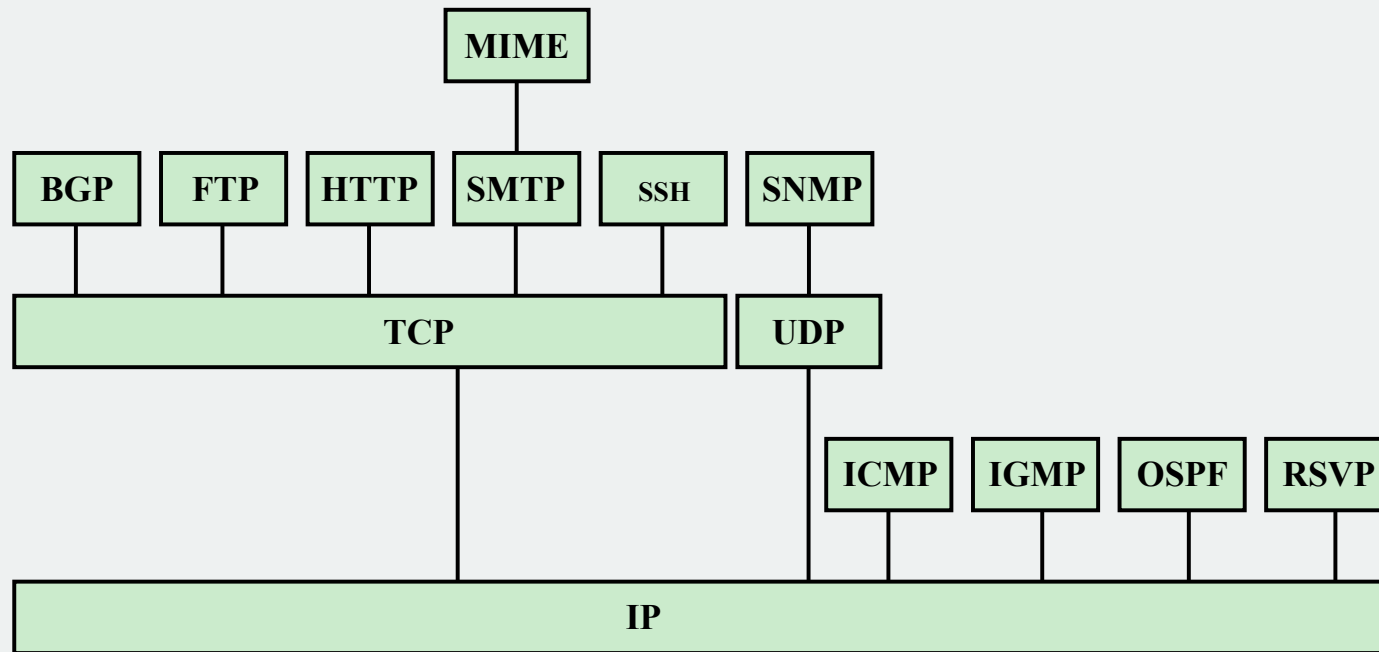 MIME
BGP FTP HTTP SMTP SSH SNMP
TCP UDP
ICMP IGMP OSPF RSVP
IP